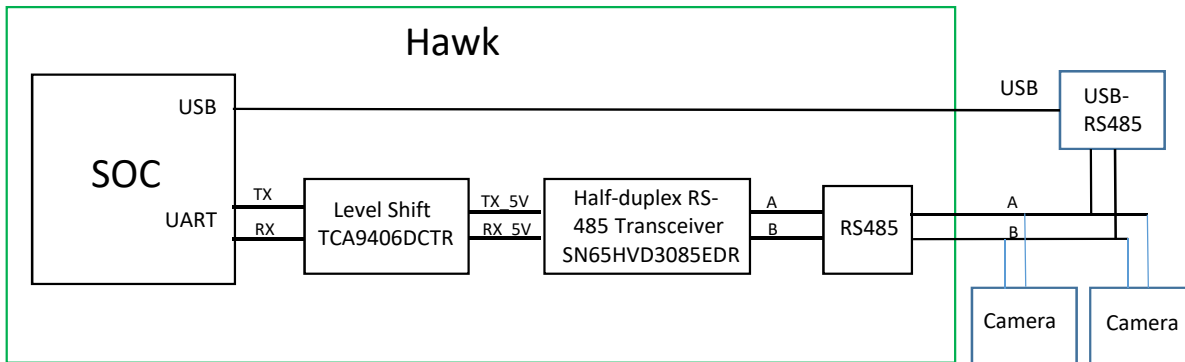 Hawk
USB
USB
USB-
RS485
SOC
TX
Level Shift
TCA9406DCTR
TX_5V
Half-duplex RS-
485 Transceiver
SN65HVD3085EDR
A
RS485
A
UART
RX
RX_5V
B
B
Camera
Camera